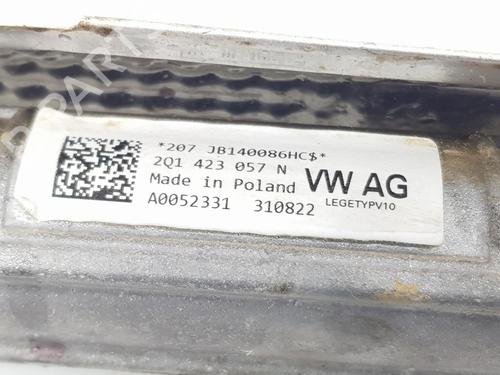 *207 JB140086HC$*
2Q1 423 057 N
Made in Poland
A0052331 310822
VW AG
LEGETYPV10